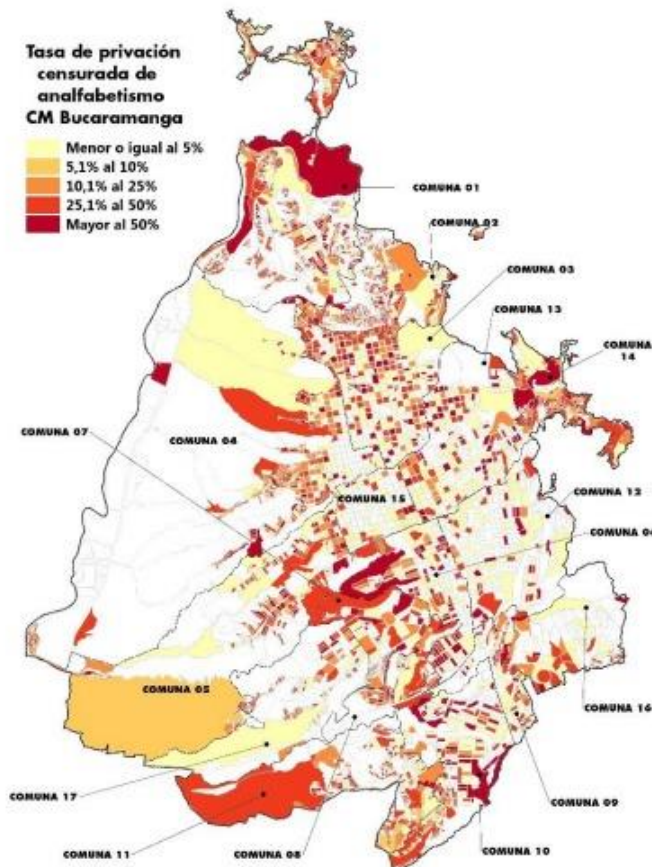 Tasa de privación
censurada de
analfabetismo
CM Bucaramanga
Menor o igual al 5%
5,1% al 10%
10,1% al 25%
25,1% al 50%
Mayor al 50%
COMUNA 01
COMUNA 02
COMUNA 03
COMUNA 13
COMUNA
14
COMUNA 07
COMUNA 04
COMUNA 15
COMUNA 12
COMUNA 0
COMUNA 05
COMUNA 16
COMUNA 17
COMUNA 09
COMUNA 11
COMUNA 08
COMUNA 10